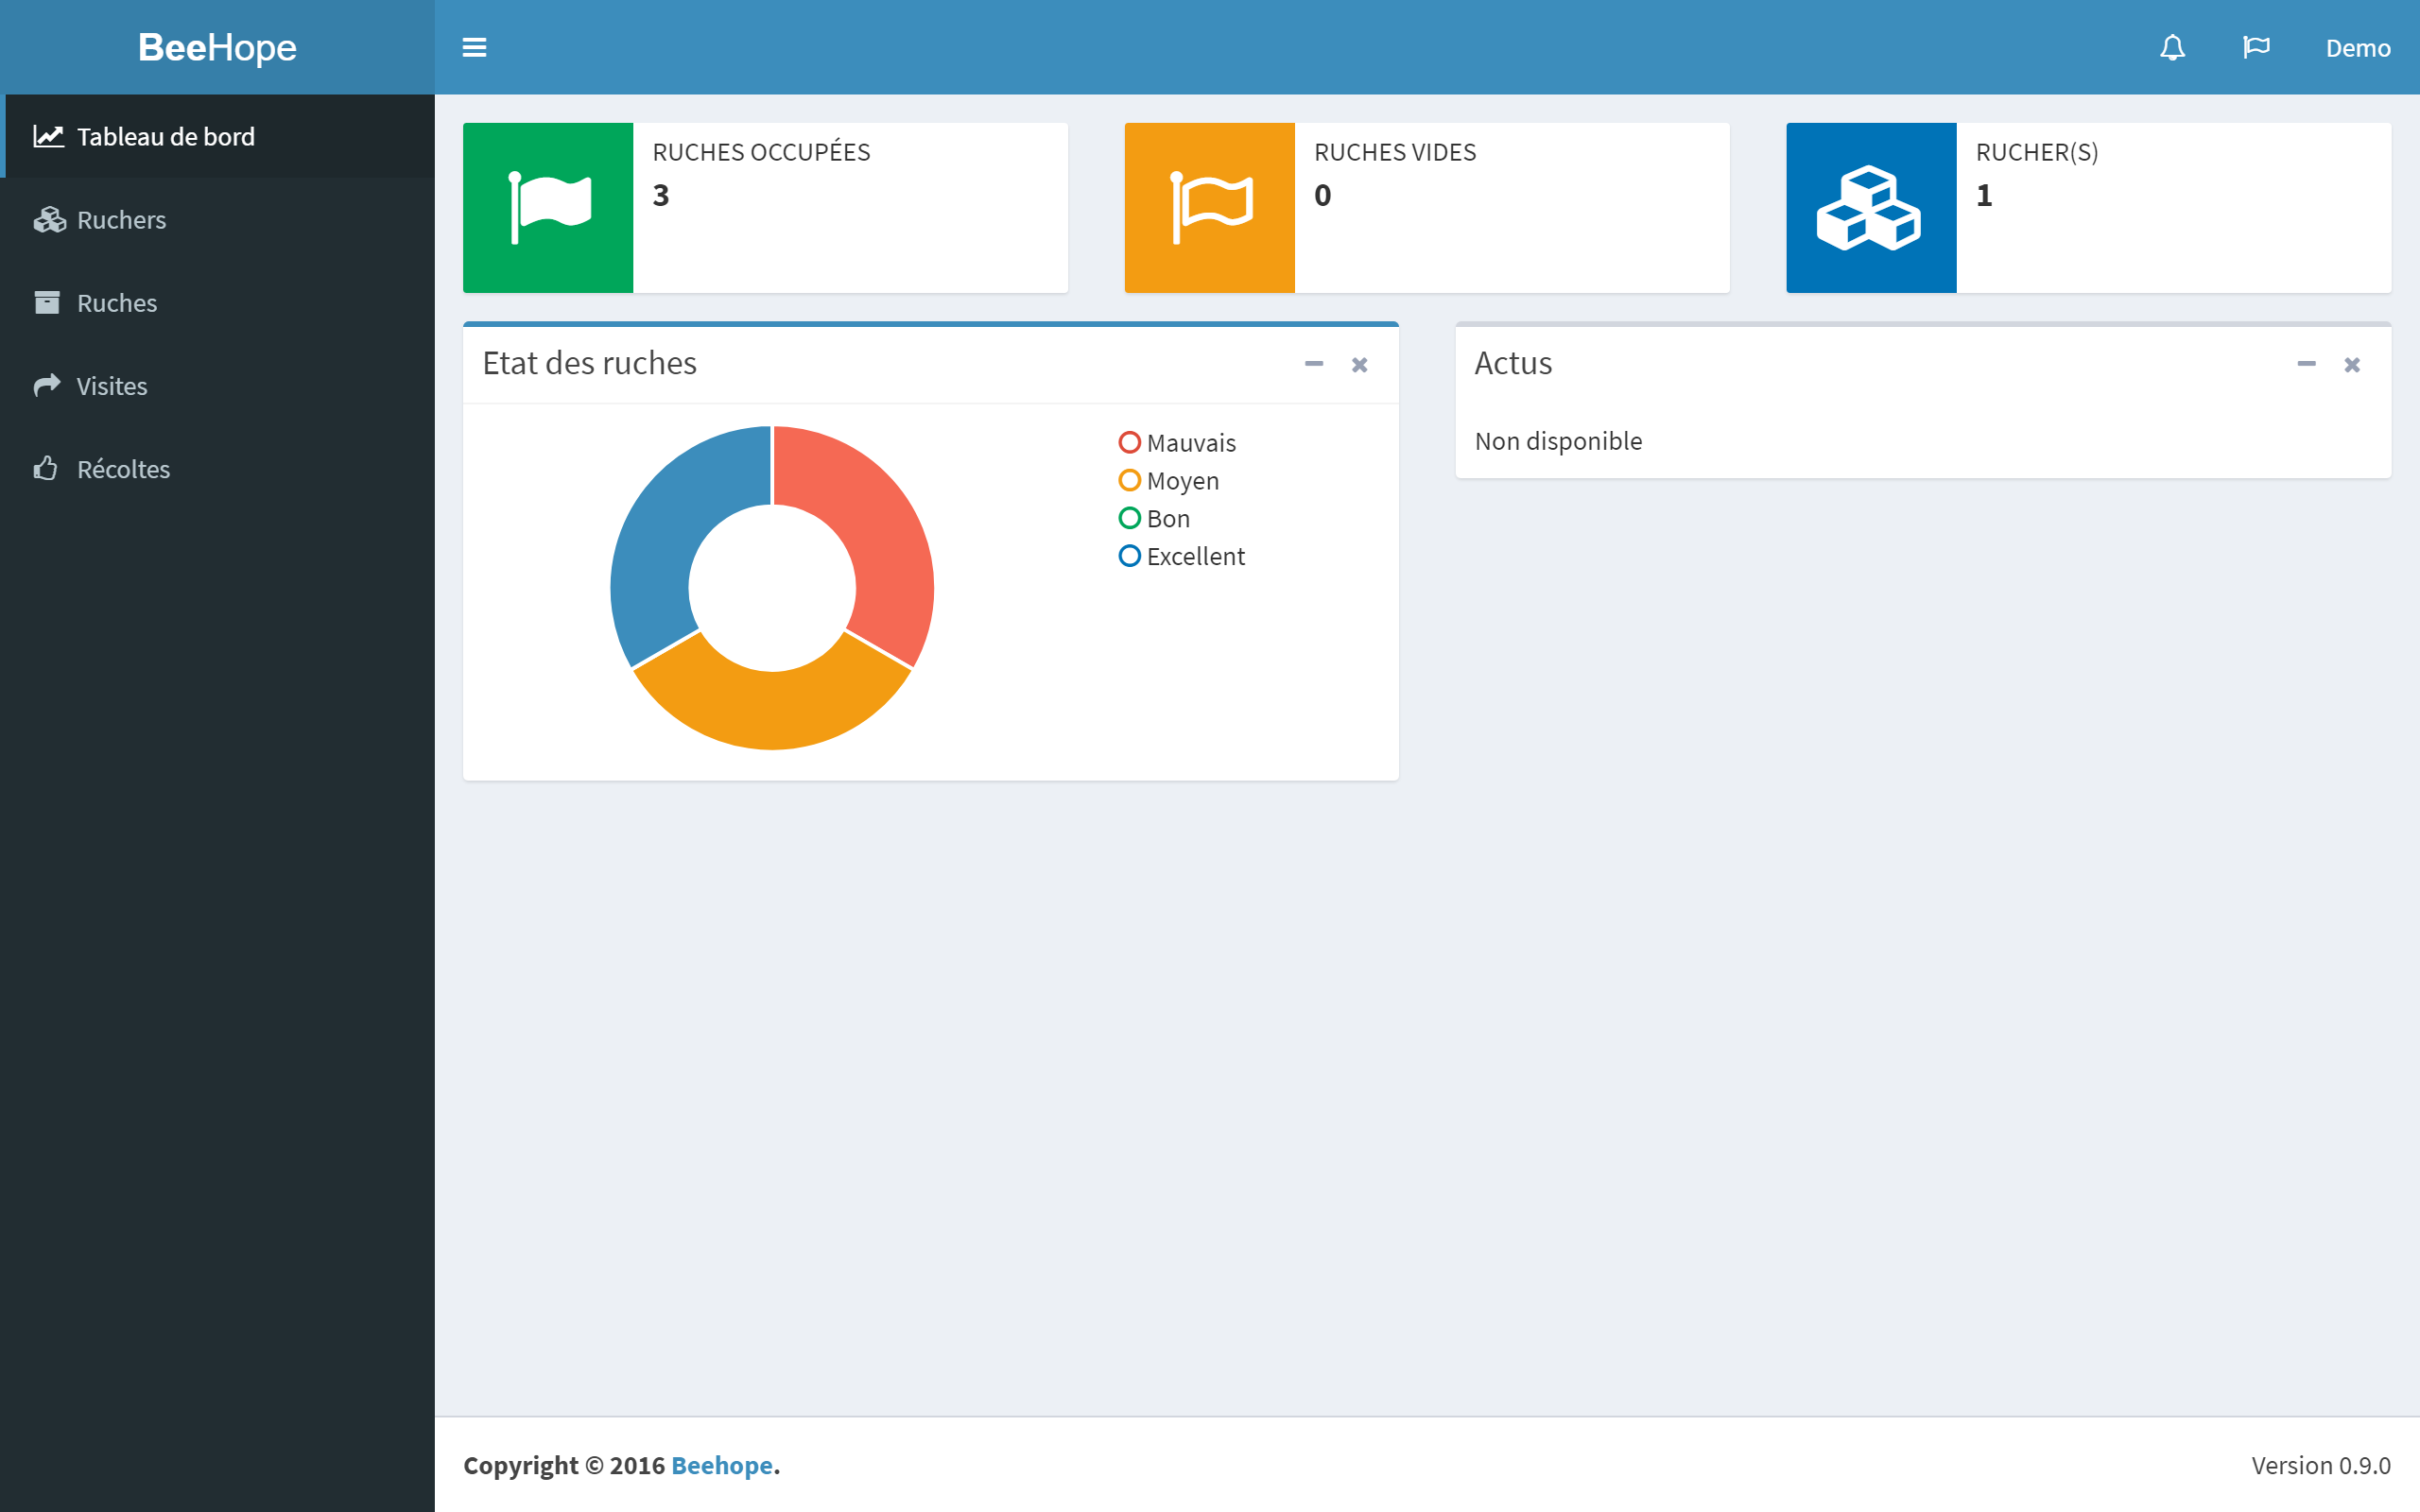 BeeHope
Demo
Tableau de bord
Ruchers
Ruches
Visites
Récoltes
RUCHES OCCUPÉES
3
RUCHES VIDES
0
RUCHER(S)
1
Etat des ruches
Mauvais
Moyen
Bon
Excellent
Actus
Non disponible
Copyright © 2016 Beehope.
Version 0.9.0